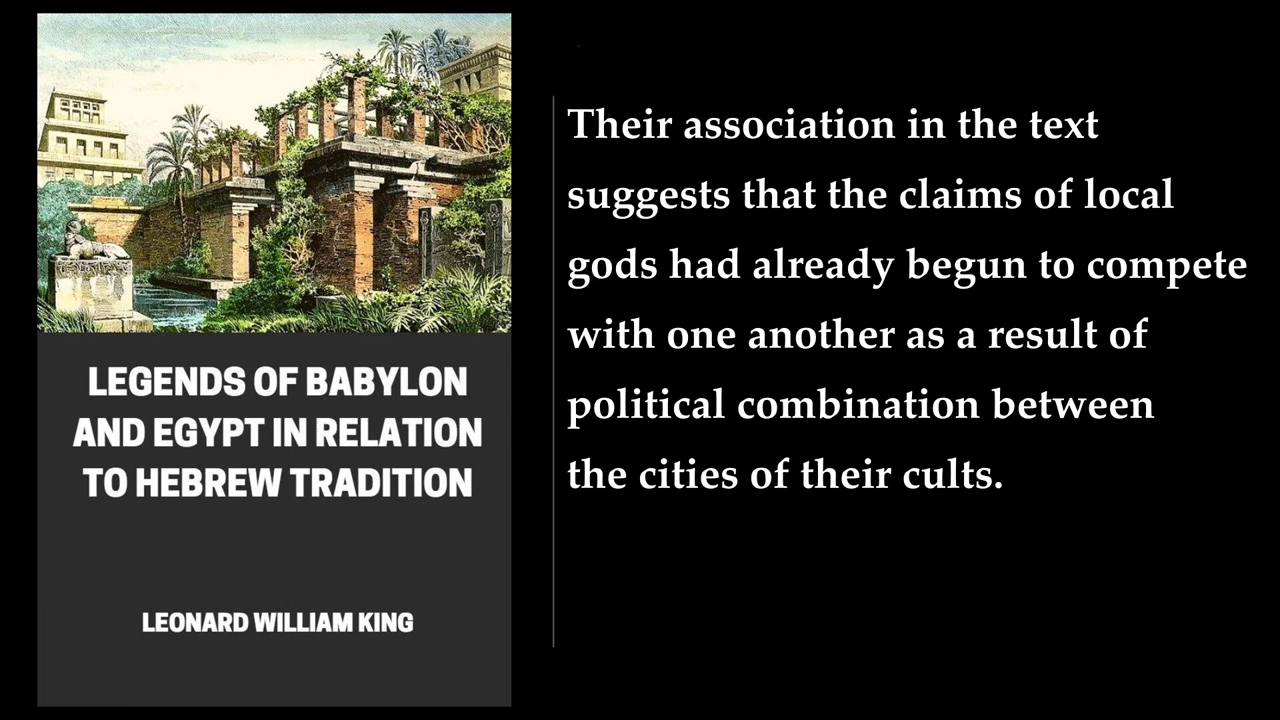 LEGENDS OF BABYLON
AND EGYPT IN RELATION
TO HEBREW TRADITION
LEONARD WILLIAM KING
Their association in the text
suggests that the claims of local
gods had already begun to compete
with one another as a result of
political combination between
the cities of their cults.